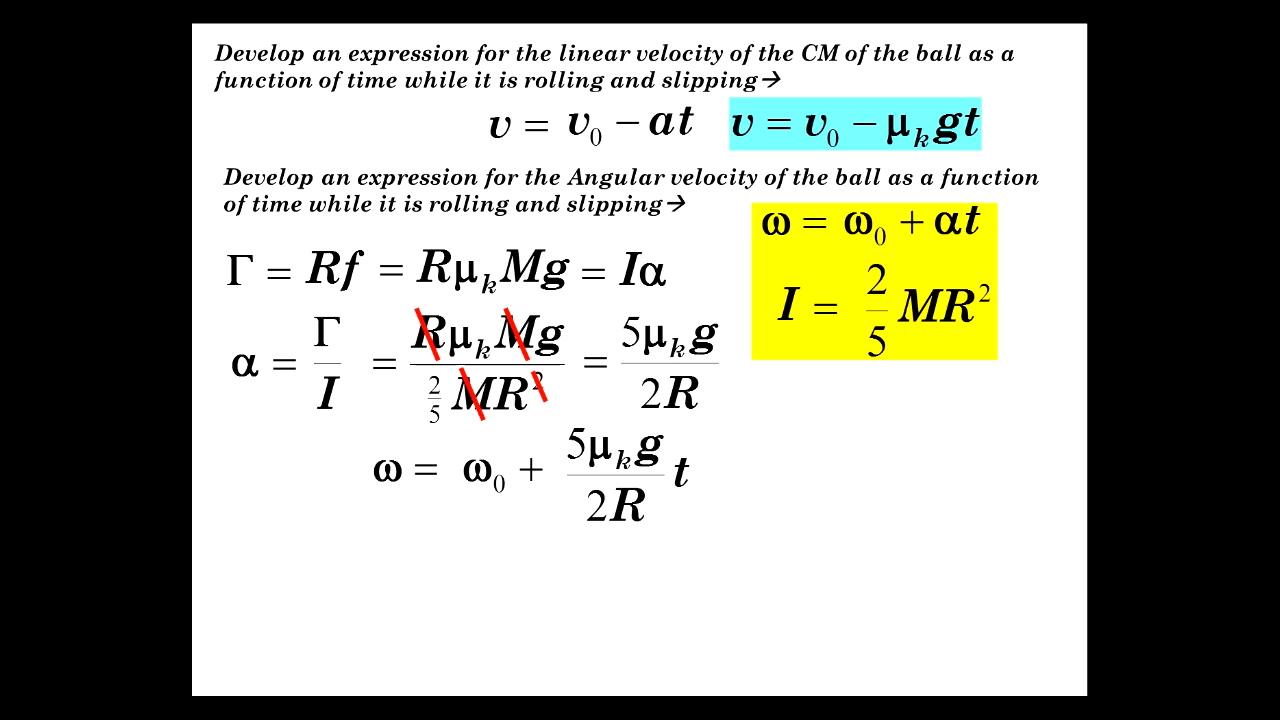 Develop an expression for the linear velocity of the CM of the ball as a
function of time while it is rolling and slipping→
v = v₀ − at v = v₀ − μₖgt
Develop an expression for the Angular velocity of the ball as a function
of time while it is rolling and slipping→
ω = ω₀ + αt
Γ = Rf = RμₖMg = Iα
I = 2/5 MR²
α = Γ/I = RμₖMg / (2/5 MR²) = 5μₖg / 2R
ω = ω₀ + 5μₖg / 2R t